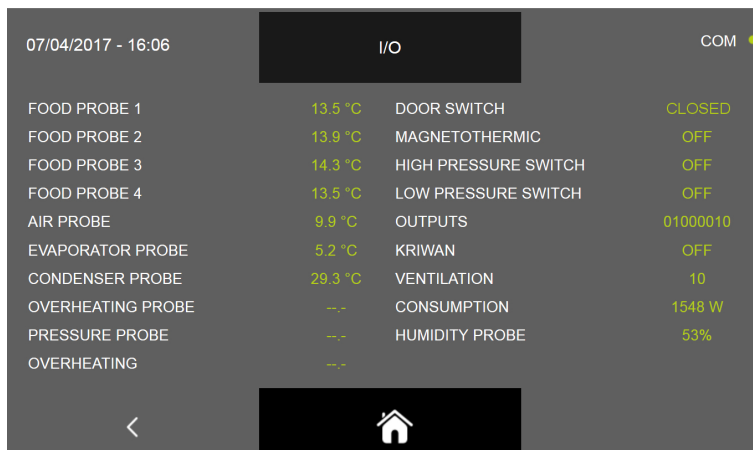 07/04/2017 - 16:06
I/O
COM
FOOD PROBE 1 13.5 °C DOOR SWITCH CLOSED
FOOD PROBE 2 13.9 °C MAGNETOTHERMIC OFF
FOOD PROBE 3 14.3 °C HIGH PRESSURE SWITCH OFF
FOOD PROBE 4 13.5 °C LOW PRESSURE SWITCH OFF
AIR PROBE 9.9 °C OUTPUTS 01000010
EVAPORATOR PROBE 5.2 °C KRIWAN OFF
CONDENSER PROBE 29.3 °C VENTILATION 10
OVERHEATING PROBE --.- CONSUMPTION 1548 W
PRESSURE PROBE --.- HUMIDITY PROBE 53%
OVERHEATING --.-